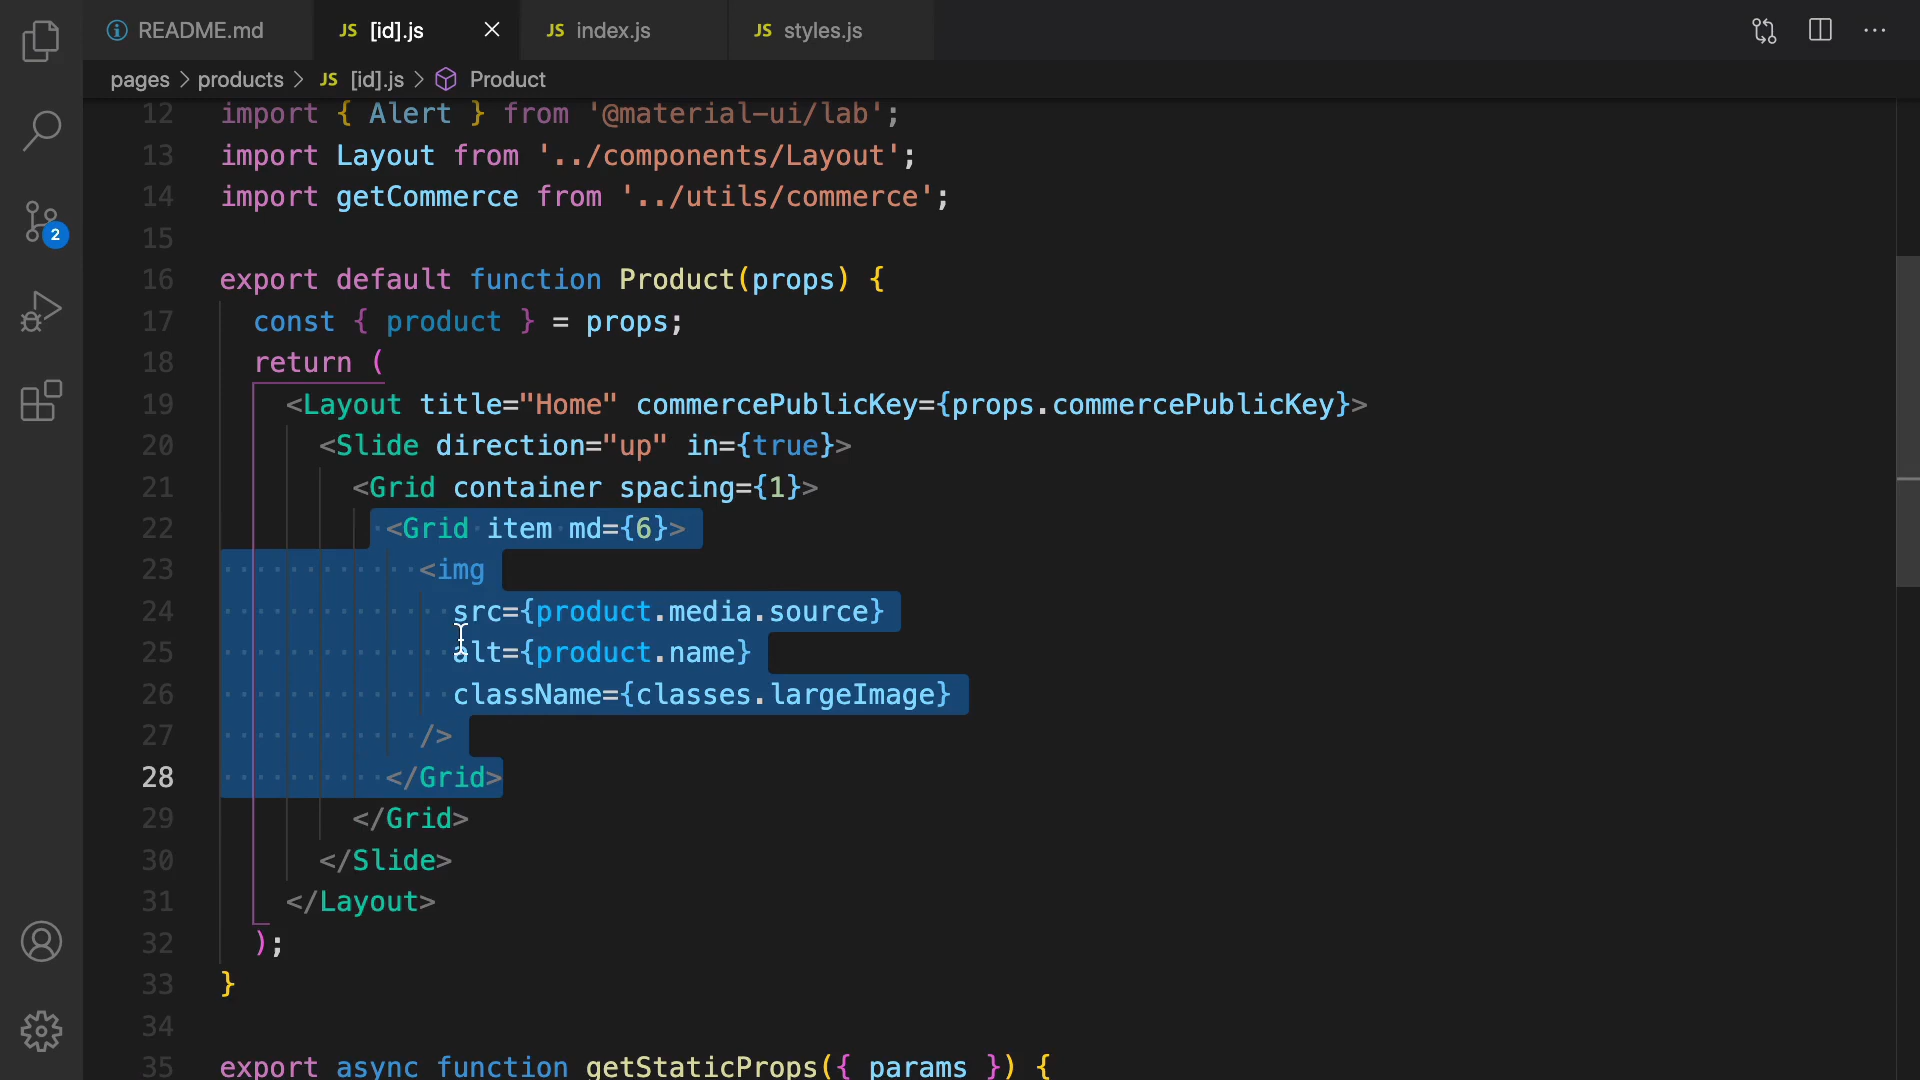 README.md
JS [id].js
JS index.js
JS styles.js
pages > products > JS [id].js > Product
12 import { Alert } from '@material-ui/lab';
13 import Layout from '../components/Layout';
14 import getCommerce from '../utils/commerce';
15
16 export default function Product(props) {
17 const { product } = props;
18 return (
19 <Layout title="Home" commercePublicKey={props.commercePublicKey}>
20 <Slide direction="up" in={true}>
21 <Grid container spacing={1}>
22 <Grid item md={6}>
23 <img
24 src={product.media.source}
25 alt={product.name}
26 className={classes.largeImage}
27 />
28 </Grid>
29 </Grid>
30 </Slide>
31 </Layout>
32 );
33 }
34
35 export async function getStaticProps({ params }) {
2